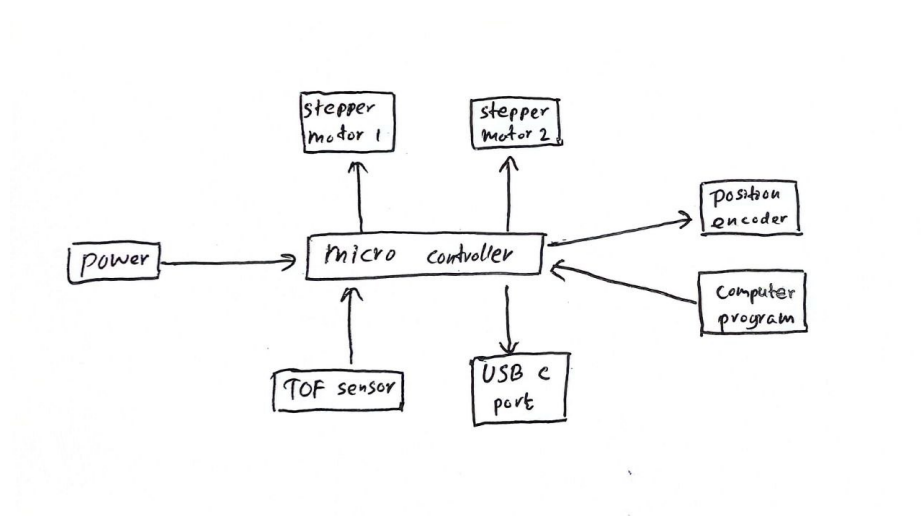 stepper
motor 1
stepper
motor 2
position
encoder
power
micro controller
computer
program
TOF sensor
USB c
port